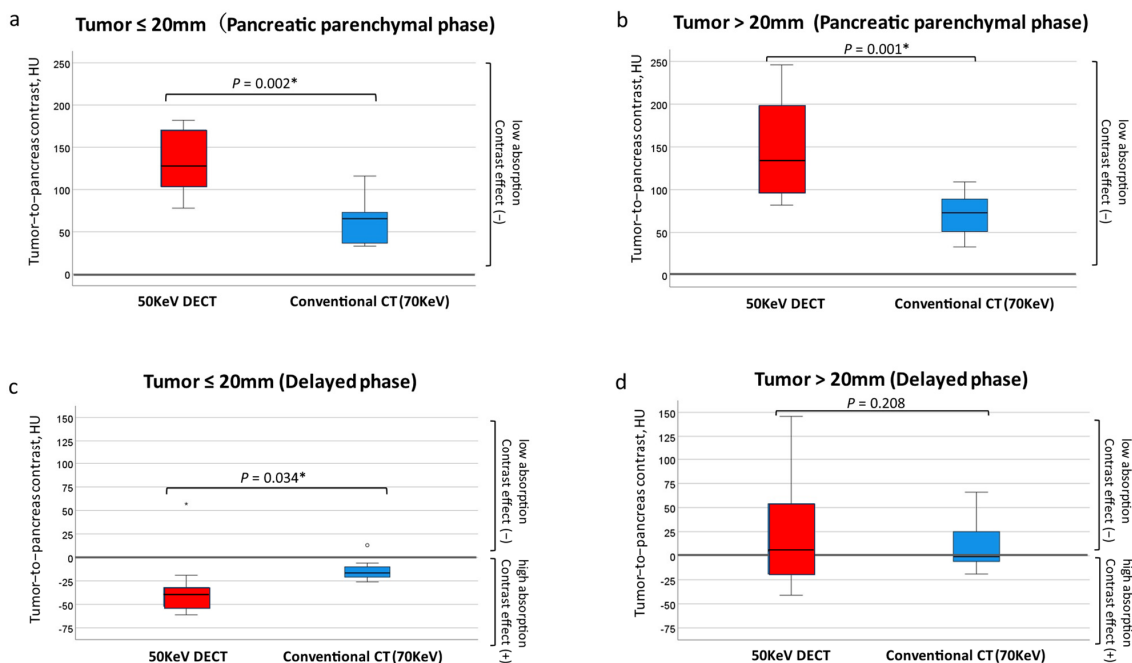 a
Tumor ≤ 20mm （Pancreatic parenchymal phase)
Tumor-to-pancreas contrast, HU
250
200
150
100
50
0
P = 0.002*
low absorption
Contrast effect (−)
50KeV DECT
Conventional CT (70KeV)
b
Tumor > 20mm (Pancreatic parenchymal phase)
Tumor-to-pancreas contrast, HU
250
200
150
100
50
0
P = 0.001*
low absorption
Contrast effect (−)
50KeV DECT
Conventional CT (70KeV)
c
Tumor ≤ 20mm (Delayed phase)
Tumor-to-pancreas contrast, HU
150
125
100
75
50
25
0
-25
-50
-75
P = 0.034*
low absorption
Contrast effect (−)
high absorption
Contrast effect (+)
50KeV DECT
Conventional CT (70KeV)
d
Tumor > 20mm (Delayed phase)
Tumor-to-pancreas contrast, HU
150
125
100
75
50
25
0
-25
-50
-75
P = 0.208
low absorption
Contrast effect (−)
high absorption
Contrast effect (+)
50KeV DECT
Conventional CT (70KeV)